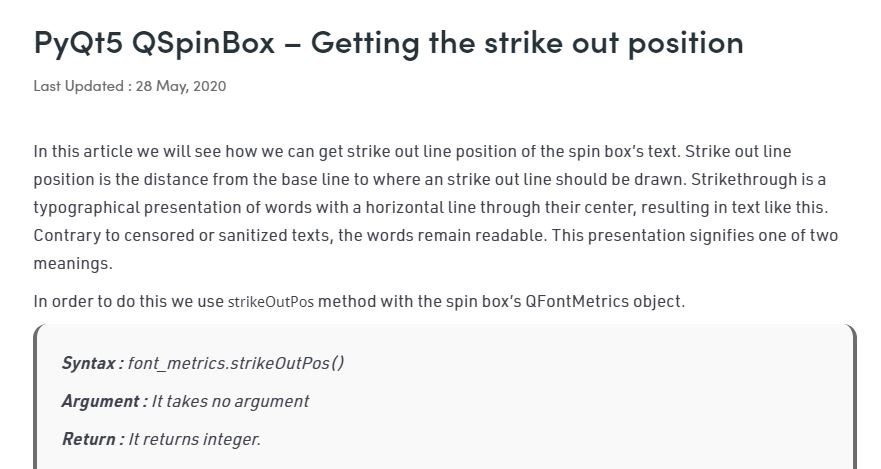 PyQt5 QSpinBox – Getting the strike out position
Last Updated : 28 May, 2020
In this article we will see how we can get strike out line position of the spin box’s text. Strike out line
position is the distance from the base line to where an strike out line should be drawn. Strikethrough is a
typographical presentation of words with a horizontal line through their center, resulting in text like this.
Contrary to censored or sanitized texts, the words remain readable. This presentation signifies one of two
meanings.
In order to do this we use strikeOutPos method with the spin box’s QFontMetrics object.
Syntax : font_metrics.strikeOutPos()
Argument : It takes no argument
Return : It returns integer.